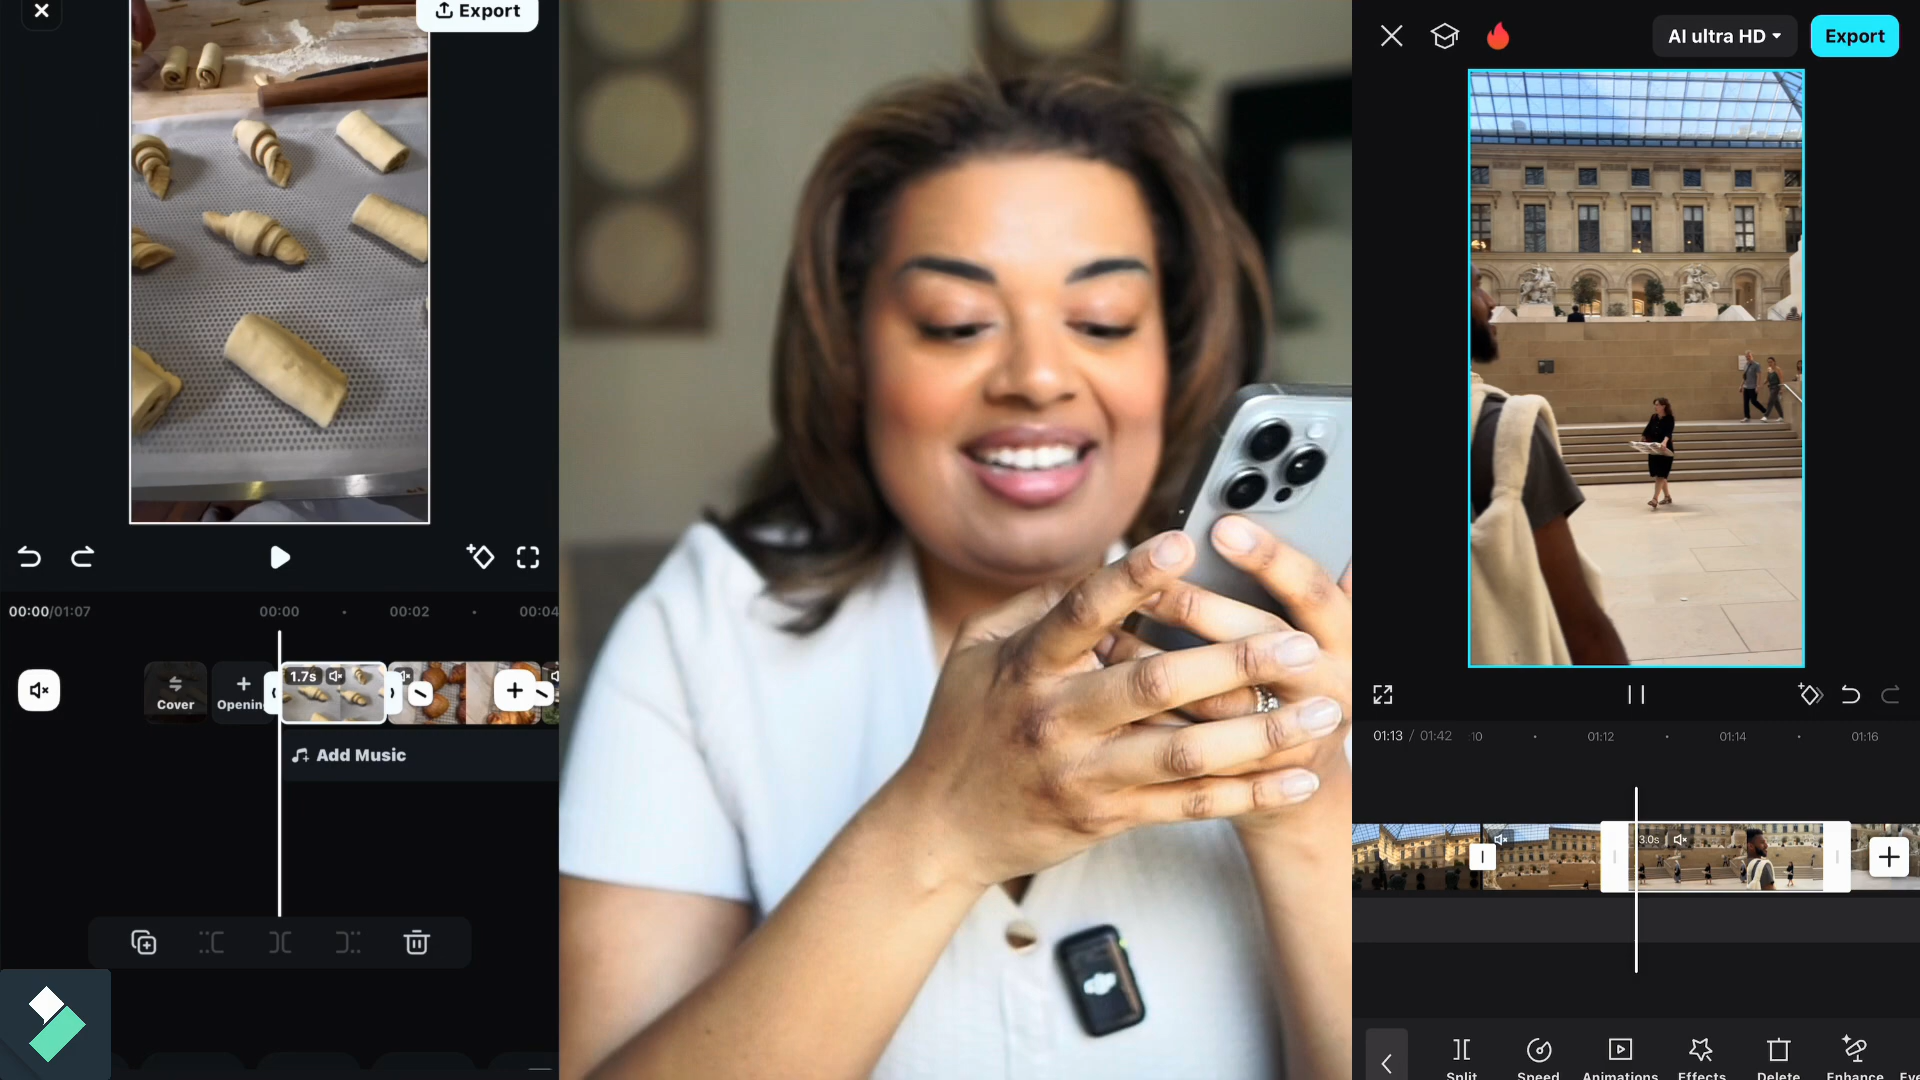 Export
00:00/01:07
00:00
00:02
00:04
Cover
Openin
1.7s
Add Music
AI ultra HD
Export
01:13 / 01:42
:10
01:12
01:14
01:16
3.0s
Split
Speed
Animations
Effects
Delete
Enhance